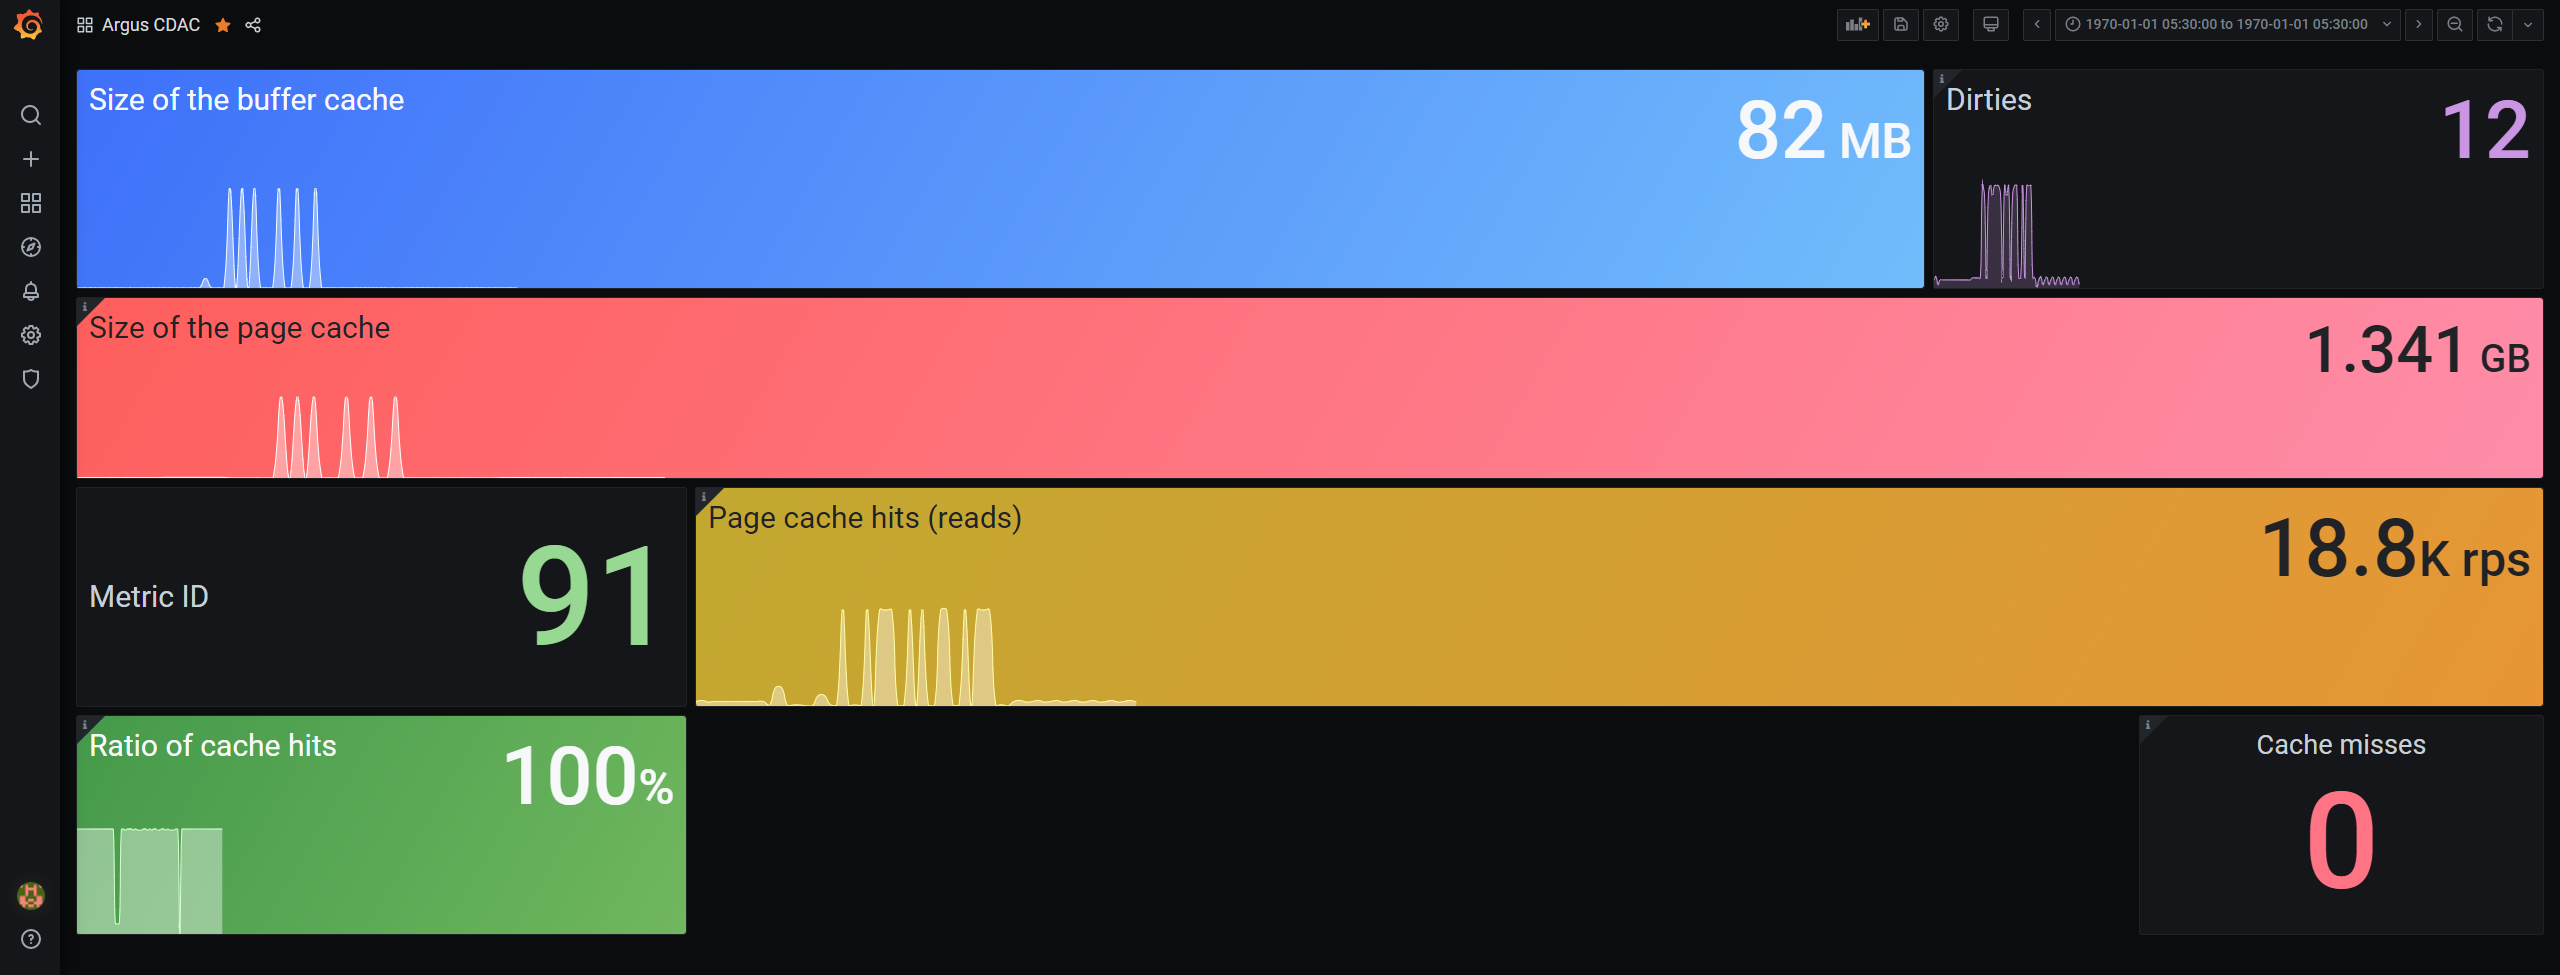 Argus CDAC
1970-01-01 05:30:00 to 1970-01-01 05:30:00
Size of the buffer cache
82 MB
Dirties
12
Size of the page cache
1.341 GB
Metric ID
91
Page cache hits (reads)
18.8K rps
Ratio of cache hits
100%
Cache misses
0